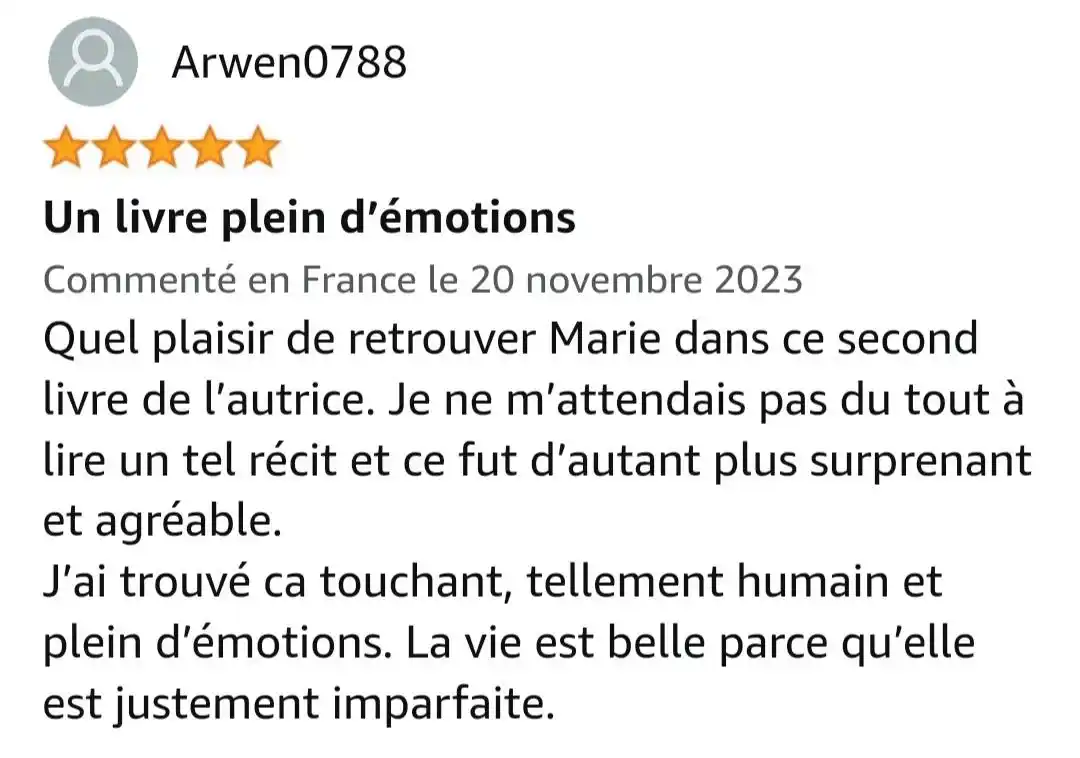 Arwen0788
Un livre plein d’émotions
Commenté en France le 20 novembre 2023
Quel plaisir de retrouver Marie dans ce second
livre de l’autrice. Je ne m’attendais pas du tout à
lire un tel récit et ce fut d’autant plus surprenant
et agréable.
J’ai trouvé ca touchant, tellement humain et
plein d’émotions. La vie est belle parce qu’elle
est justement imparfaite.